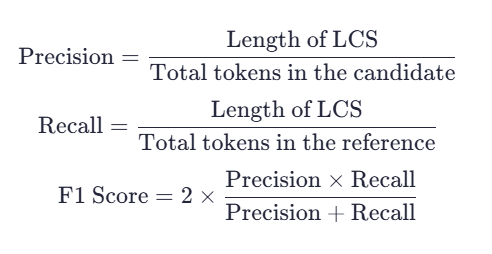 Precision = Length of LCS / Total tokens in the candidate
Recall = Length of LCS / Total tokens in the reference
F1 Score = 2 × Precision × Recall / Precision + Recall